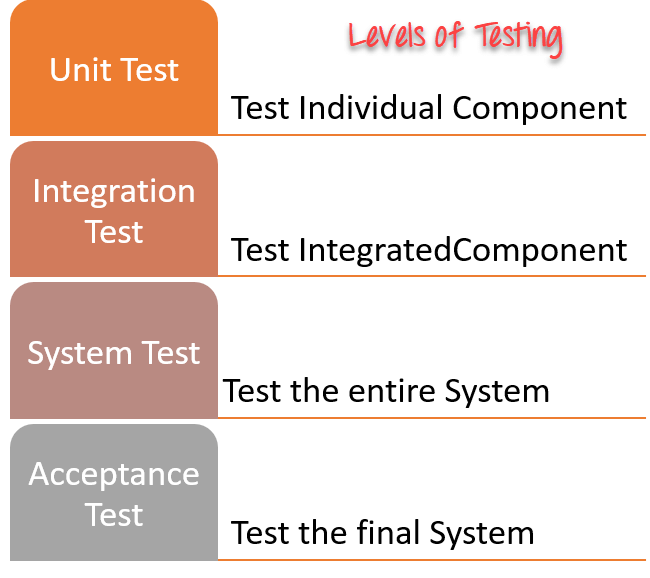 Levels of Testing
Unit Test
Test Individual Component
Integration
Test
Test IntegratedComponent
System Test
Test the entire System
Acceptance
Test
Test the final System